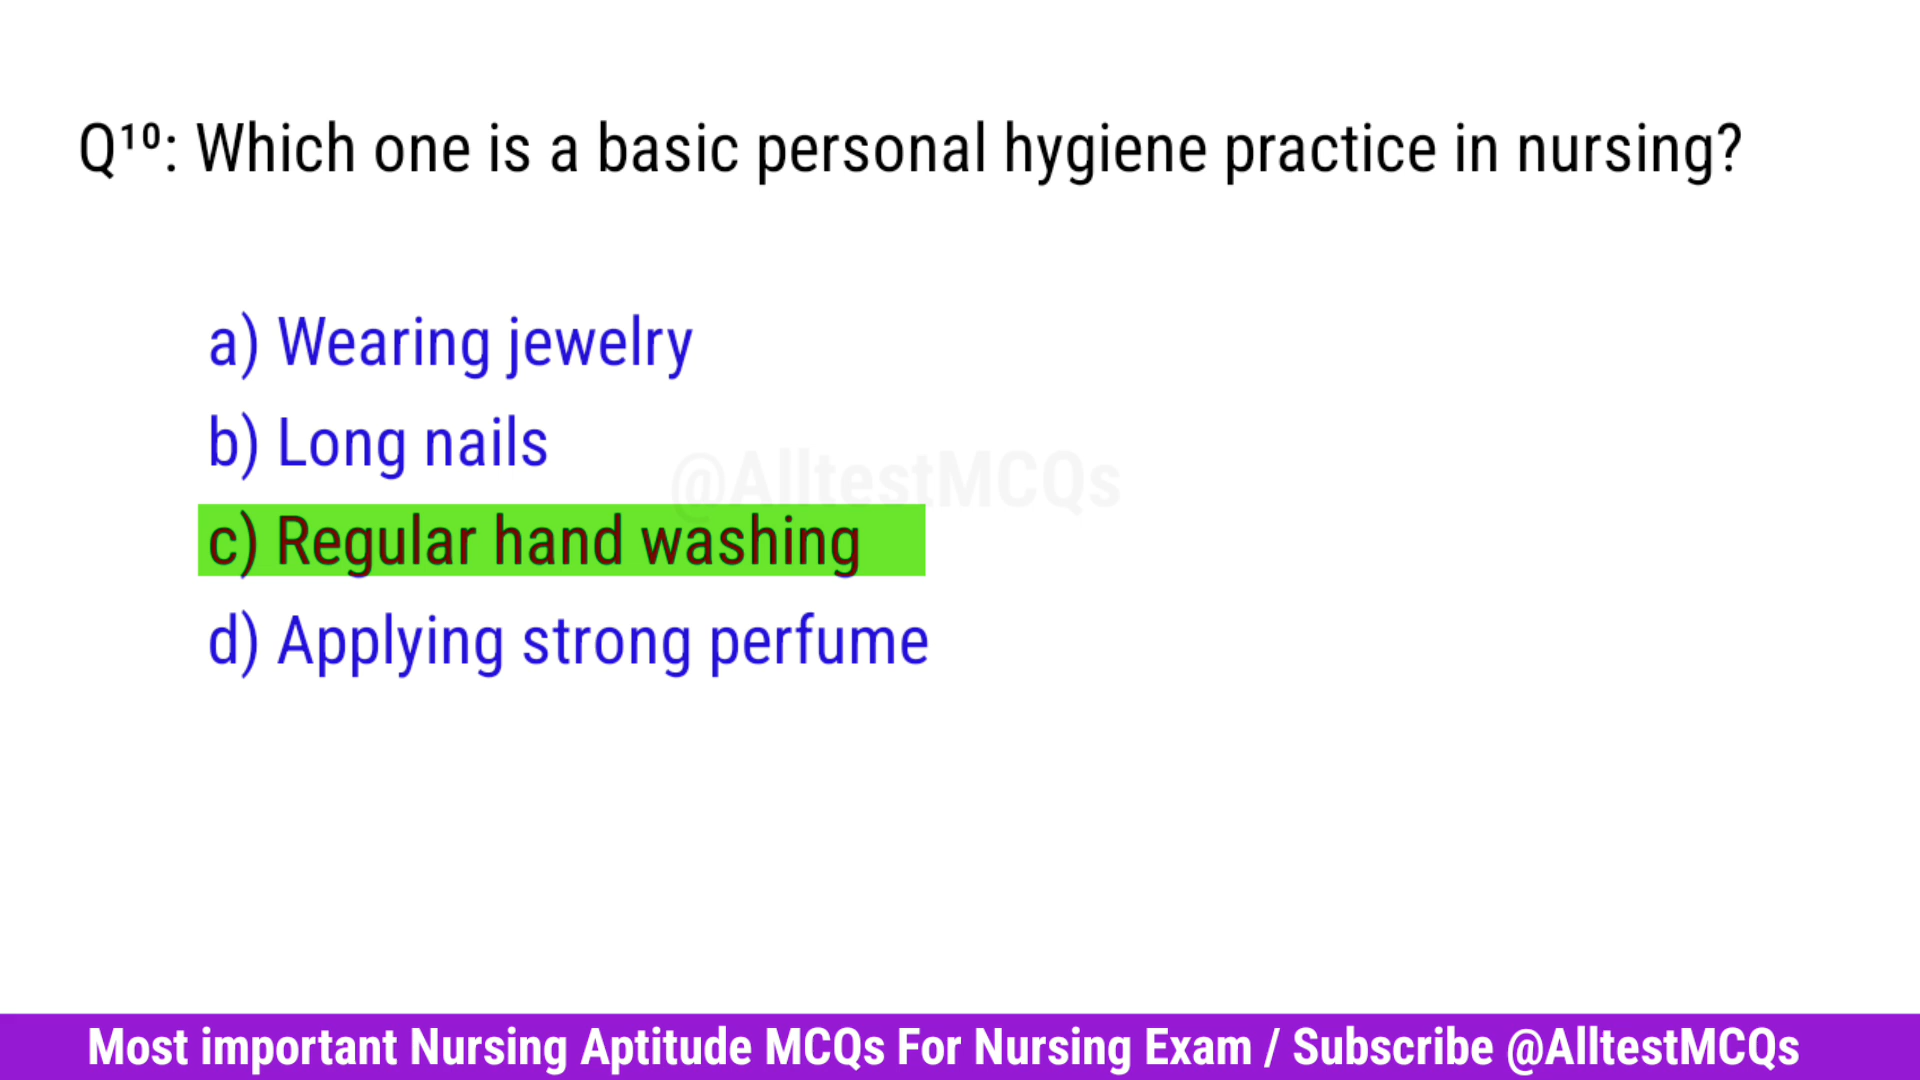 Q¹⁰: Which one is a basic personal hygiene practice in nursing?
a) Wearing jewelry
b) Long nails
@AlltestMCQs
c) Regular hand washing
d) Applying strong perfume
Most important Nursing Aptitude MCQs For Nursing Exam / Subscribe @AlltestMCQs